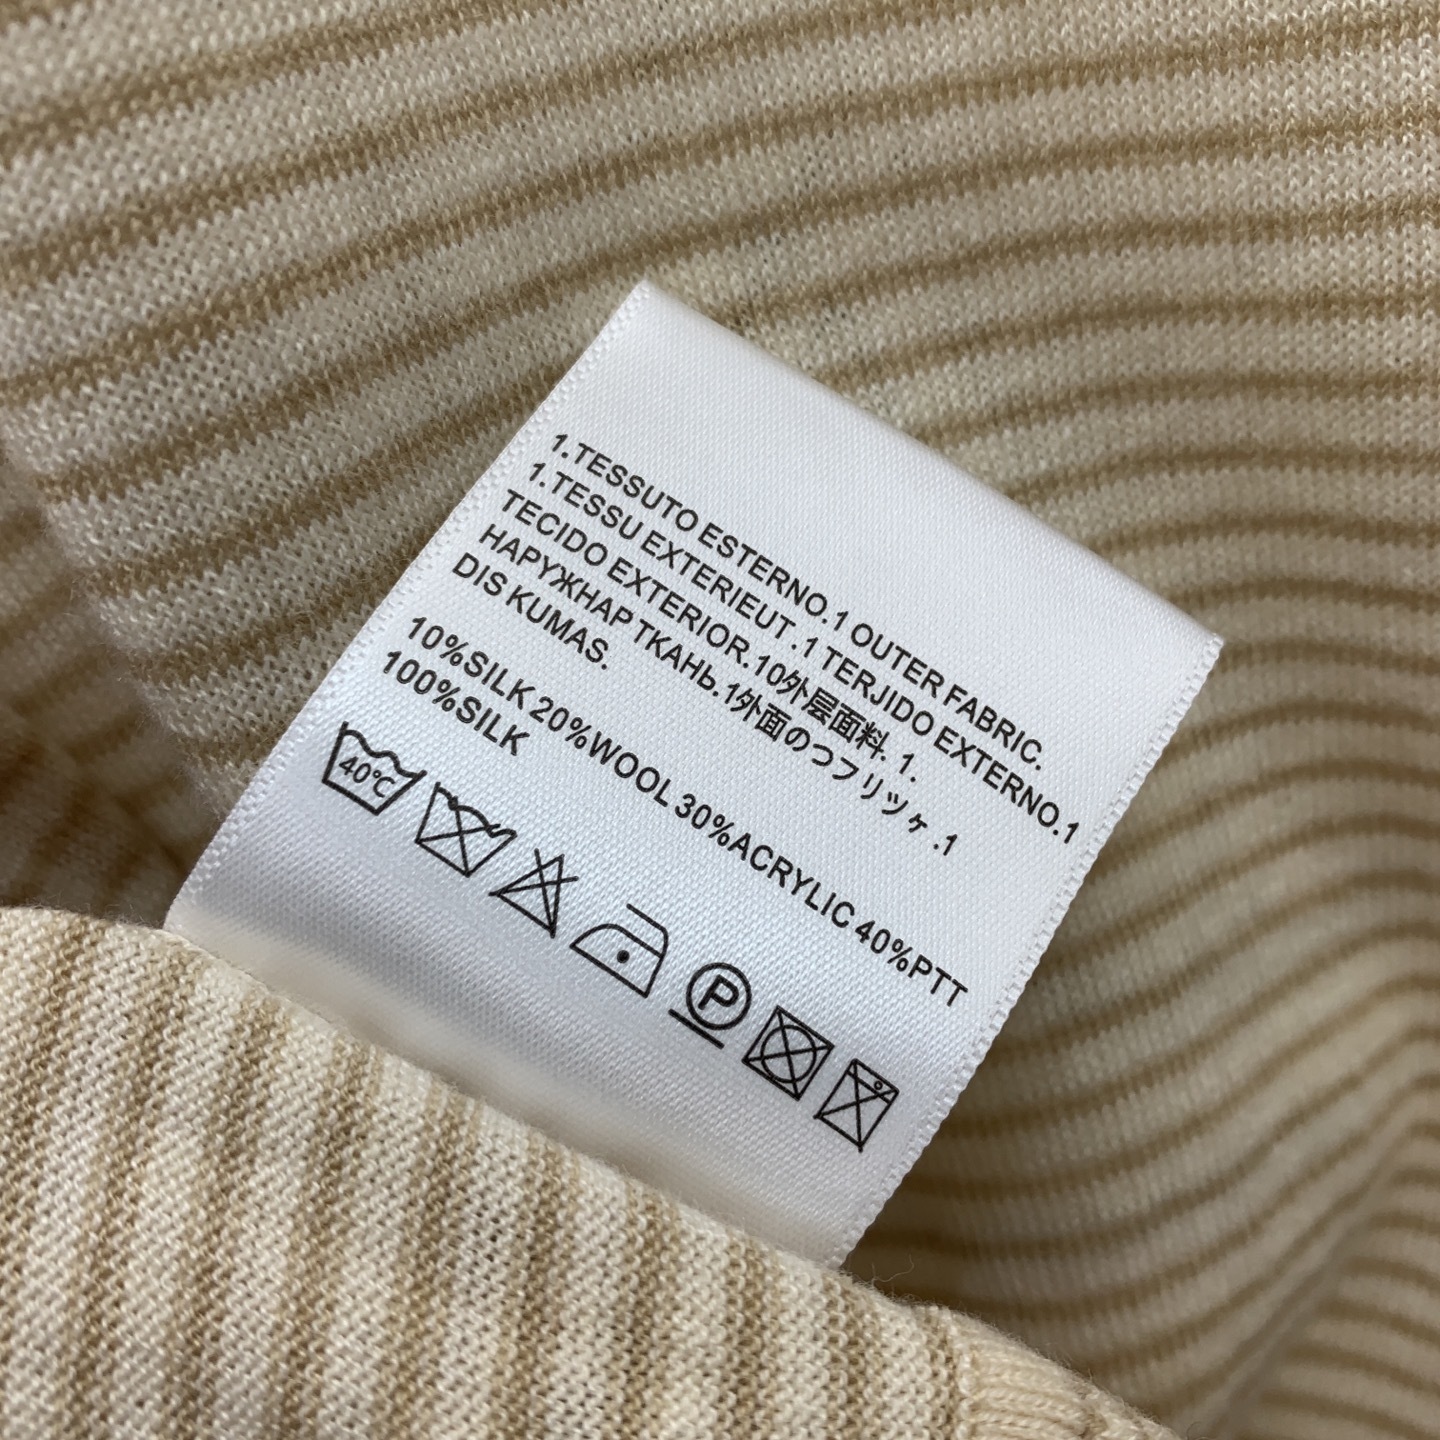 1.TESSUTO ESTERNO.1 OUTER FABRIC.
1.TESSU EXTERIEUT .1 TERJIDO EXTERNO.1
TECIDO EXTERIOR.10外层面料. 1.
НАРУЖНАР ТКАНЬ.1外面のつフリッヶ .1
DIS KUMAS.
10%SILK 20%WOOL 30%ACRYLIC 40%PTT
100%SILK
40°C
P